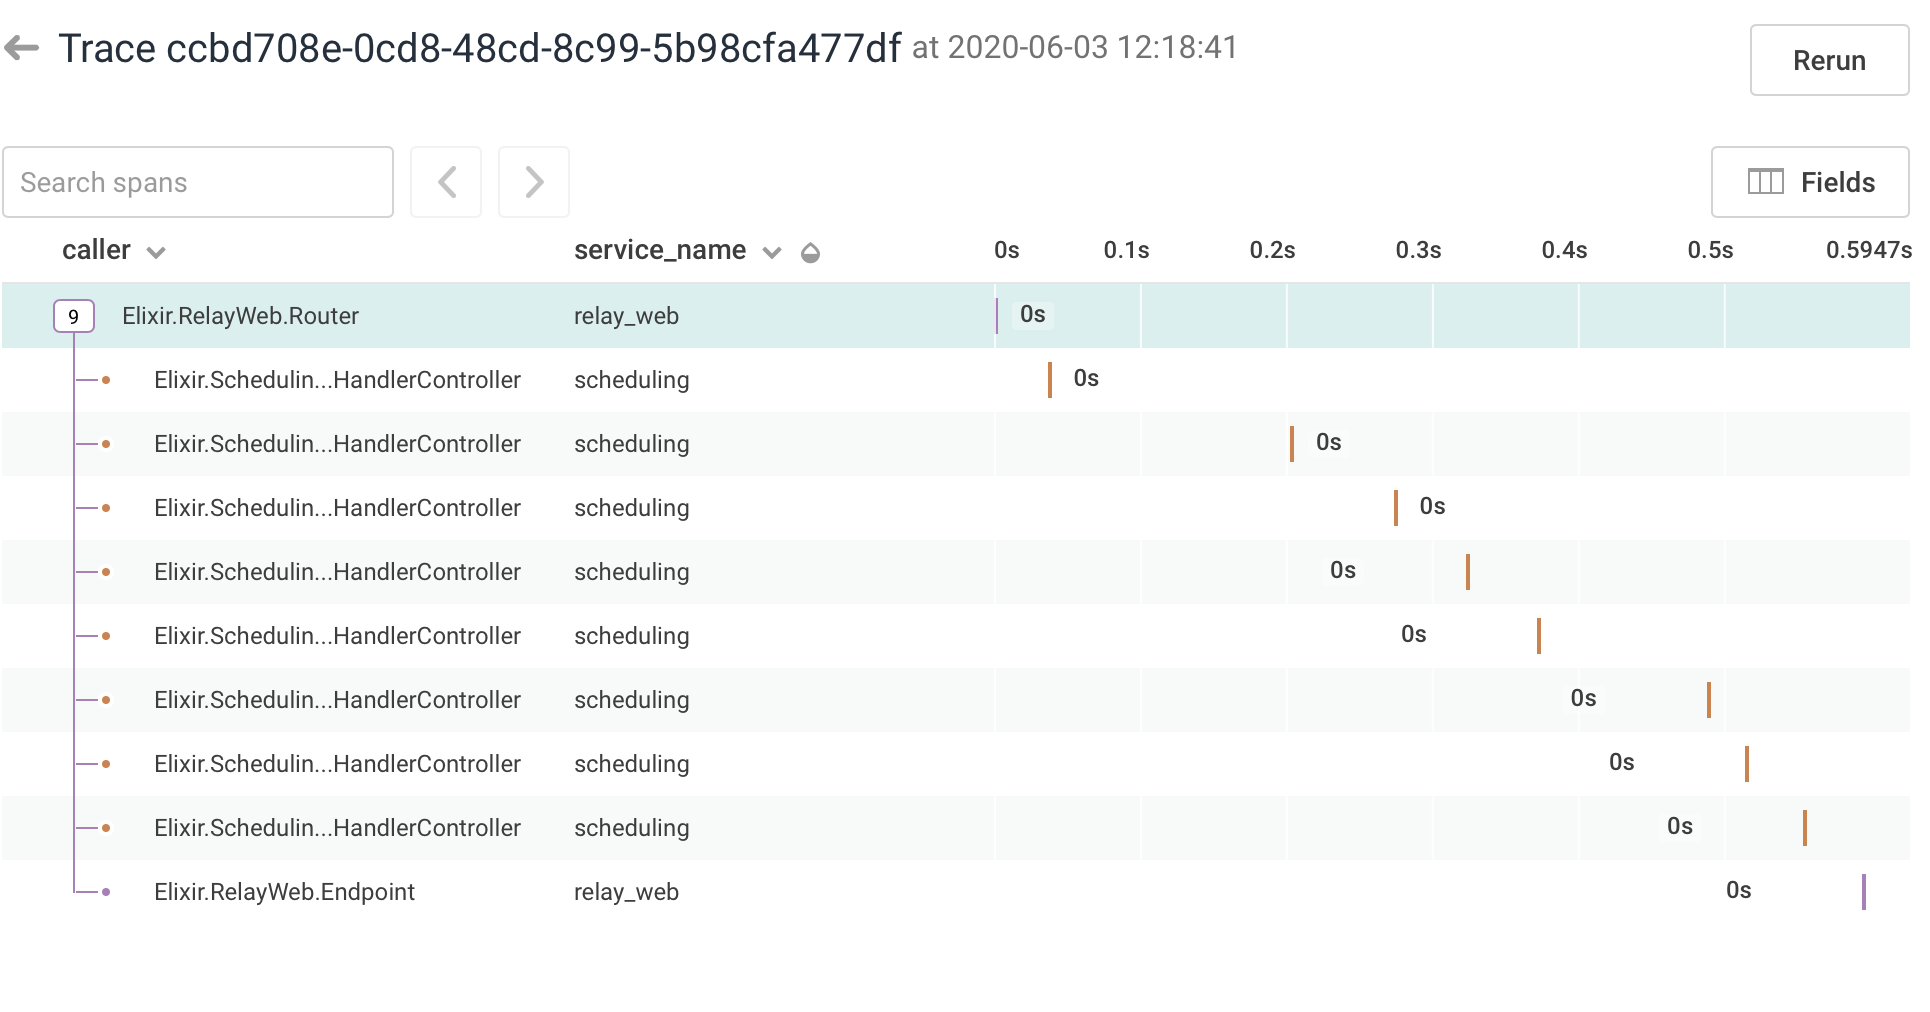 Trace ccbd708e-0cd8-48cd-8c99-5b98cfa477df at 2020-06-03 12:18:41
Rerun
Search spans
Fields
caller service_name 0s 0.1s 0.2s 0.3s 0.4s 0.5s 0.5947s
9 Elixir.RelayWeb.Router relay_web 0s
Elixir.Schedulin...HandlerController scheduling 0s
Elixir.Schedulin...HandlerController scheduling 0s
Elixir.Schedulin...HandlerController scheduling 0s
Elixir.Schedulin...HandlerController scheduling 0s
Elixir.Schedulin...HandlerController scheduling 0s
Elixir.Schedulin...HandlerController scheduling 0s
Elixir.Schedulin...HandlerController scheduling 0s
Elixir.Schedulin...HandlerController scheduling 0s
Elixir.RelayWeb.Endpoint relay_web 0s